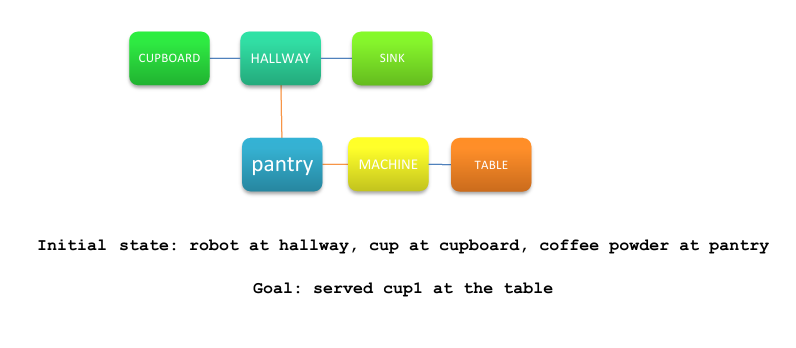 CUPBOARD HALLWAY SINK
pantry MACHINE TABLE
Initial state: robot at hallway, cup at cupboard, coffee powder at pantry
Goal: served cup1 at the table